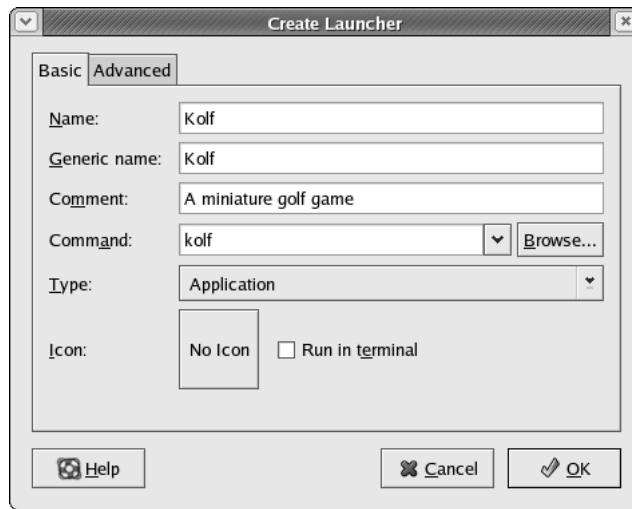 Create Launcher
Basic Advanced
Name: Kolf
Generic name: Kolf
Comment: A miniature golf game
Command: kolf Browse...
Type: Application
Icon: No Icon Run in terminal
Help Cancel OK